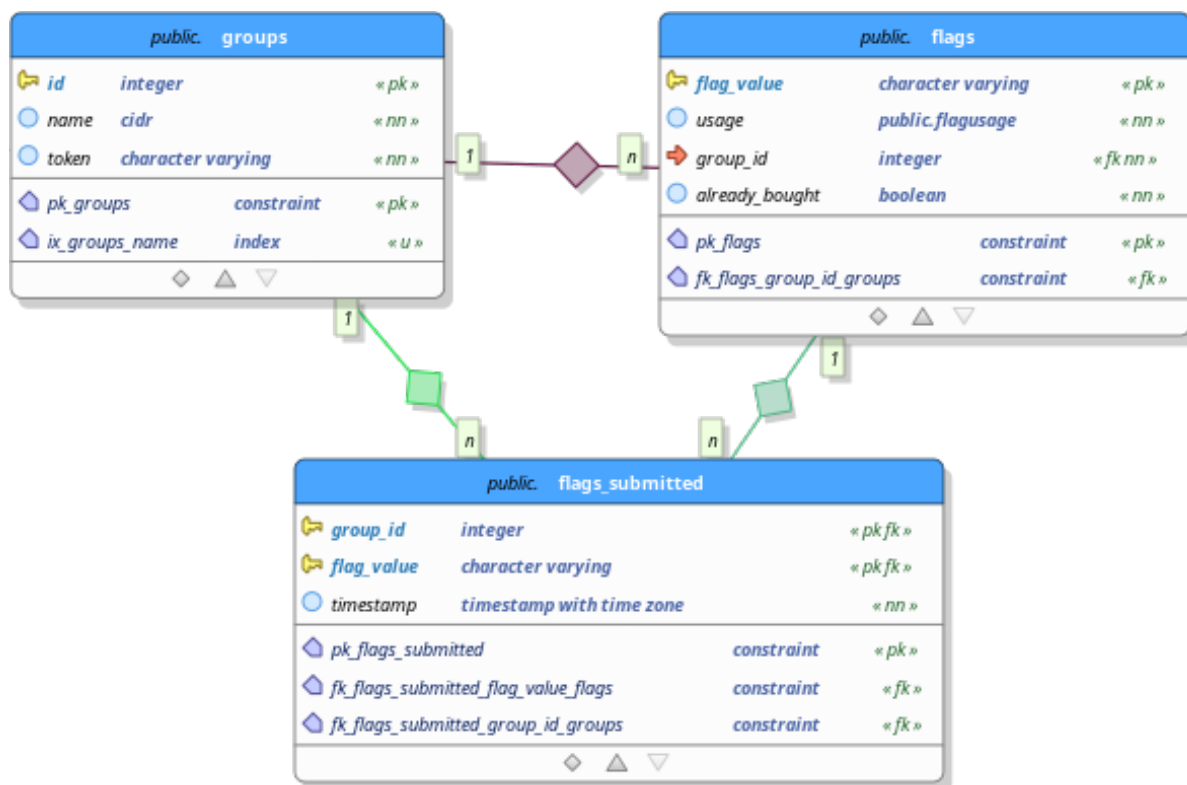 public. groups
id integer « pk »
name cidr « nn »
token character varying « nn »
pk_groups constraint « pk »
ix_groups_name index « u »
public. flags
flag_value character varying « pk »
usage public.flagusage « nn »
group_id integer « fk nn »
already_bought boolean « nn »
pk_flags constraint « pk »
fk_flags_group_id_groups constraint « fk »
1
n
1
n
1
n
public. flags_submitted
group_id integer « pk fk »
flag_value character varying « pk fk »
timestamp timestamp with time zone « nn »
pk_flags_submitted constraint « pk »
fk_flags_submitted_flag_value_flags constraint « fk »
fk_flags_submitted_group_id_groups constraint « fk »